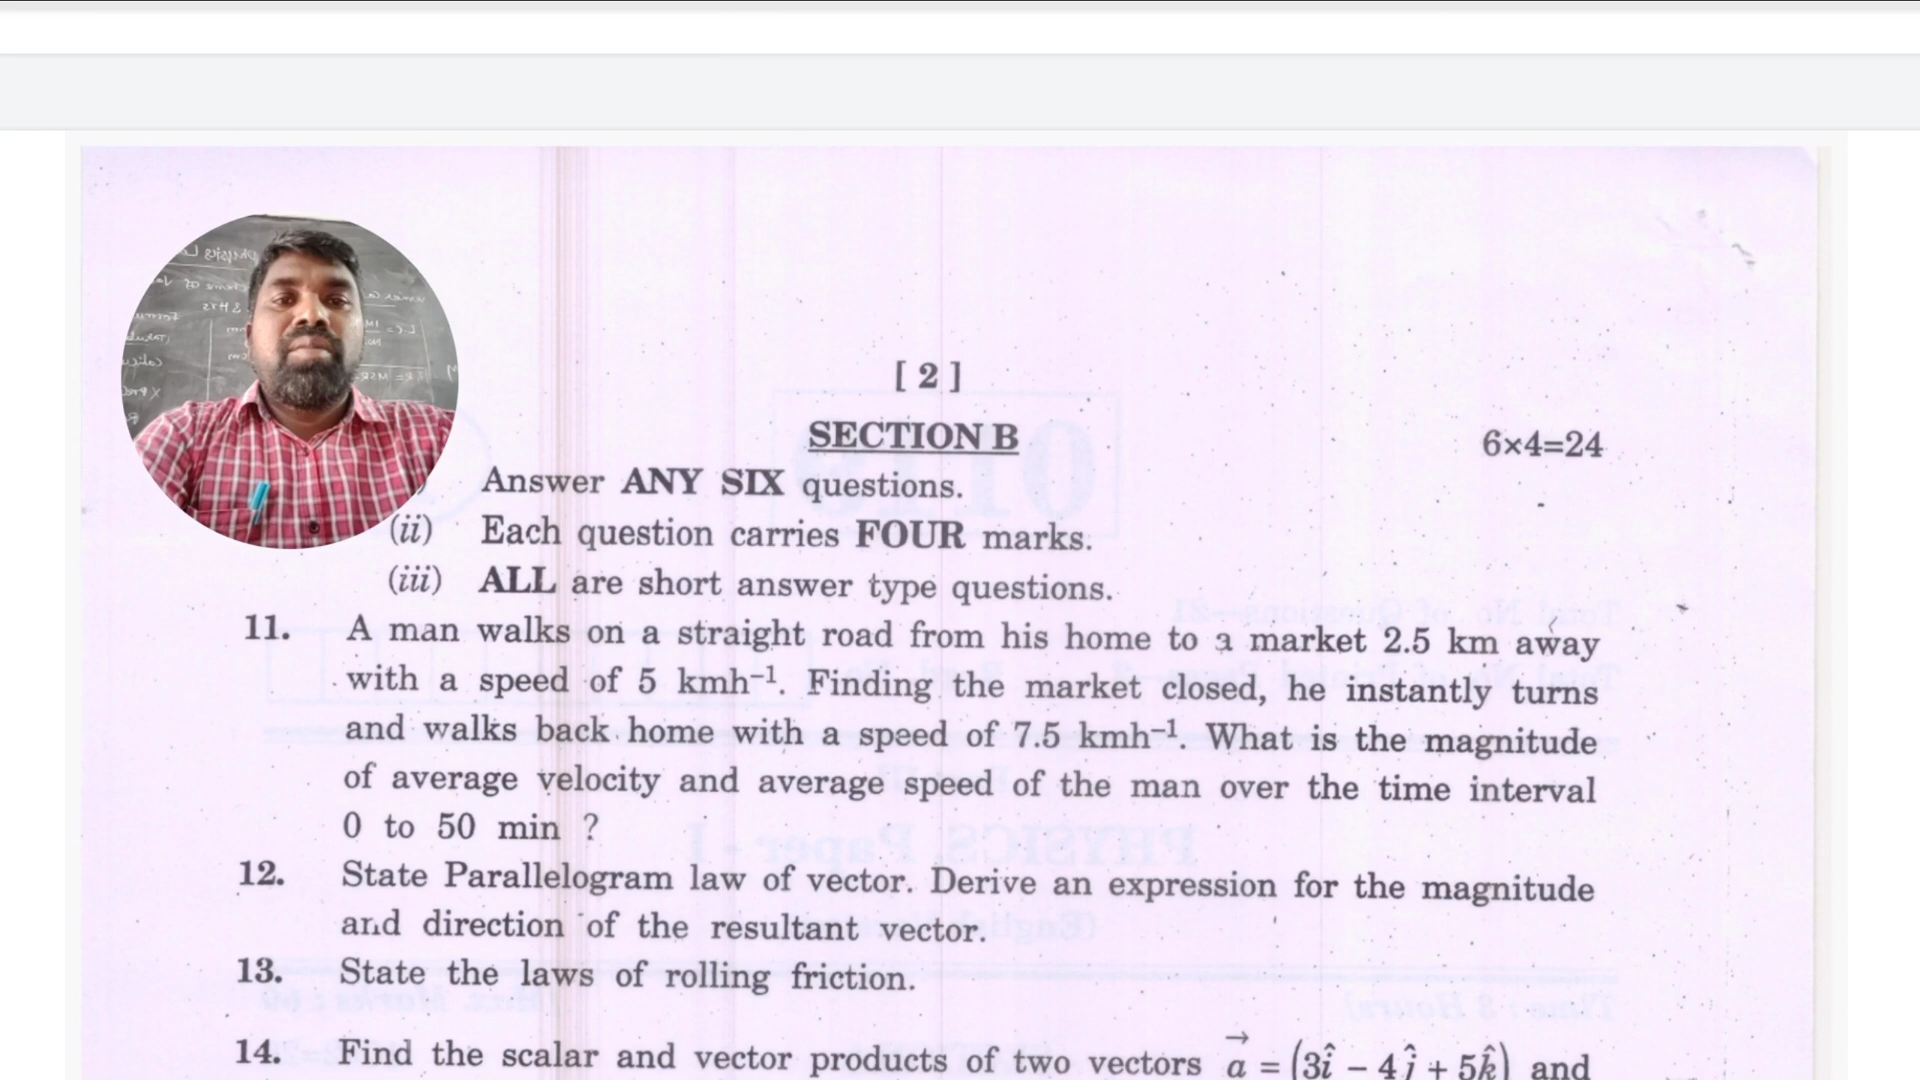 [ 2 ]
SECTION B
6×4=24
Answer ANY SIX questions.
(ii) Each question carries FOUR marks.
(iii) ALL are short answer type questions.
11. A man walks on a straight road from his home to a market 2.5 km away
with a speed of 5 kmh⁻¹. Finding the market closed, he instantly turns
and walks back home with a speed of 7.5 kmh⁻¹. What is the magnitude
of average velocity and average speed of the man over the time interval
0 to 50 min ?
12. State Parallelogram law of vector. Derive an expression for the magnitude
and direction of the resultant vector.
13. State the laws of rolling friction.
14. Find the scalar and vector products of two vectors a⃗ = (3î − 4ĵ + 5k̂) and